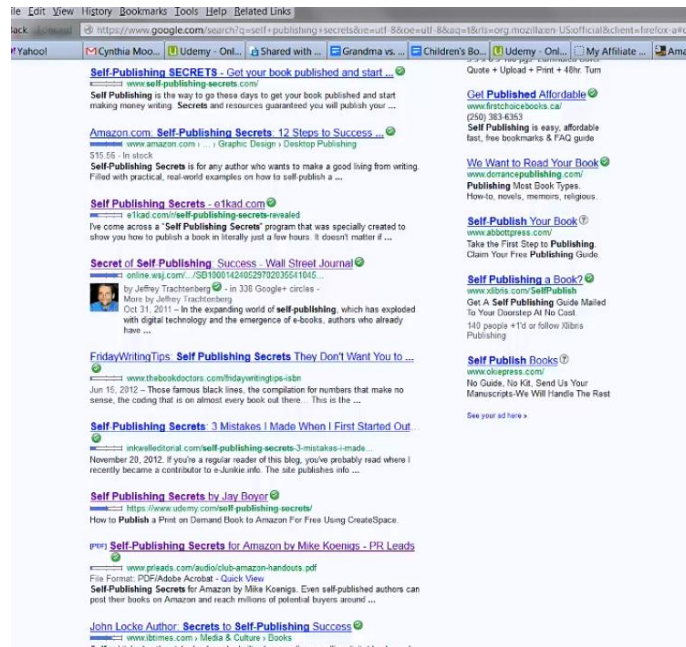 File Edit View History Bookmarks Tools Help Related Links
https://www.google.com/search?q=self+publishing+secrets&ie=utf-8&oe=utf-8&aq=t&rls=org.mozilla:en-US:official&client=firefox-a#
Yahoo! Cynthia Moo... Udemy - Onl... Shared with ... Grandma vs. ... Children's Bo... Udemy - Onl... My Affiliate ... Ama
Self-Publishing SECRETS - Get your book published and start ...
www.self-publishing-secrets.com/
Self Publishing is the way to go these days to get your book published and start
making money writing. Secrets and resources guaranteed you will publish your ...
Amazon.com: Self-Publishing Secrets: 12 Steps to Success ...
www.amazon.com › ... › Graphic Design › Desktop Publishing
$15.56 - In stock
Self-Publishing Secrets is for any author who wants to make a good living from writing.
Filled with practical, real-world examples on how to self-publish a ...
Self Publishing Secrets - e1kad.com
e1kad.com/r/self-publishing-secrets-revealed
I've come across a "Self Publishing Secrets" program that was specially created to
show you how to publish a book in literally just a few hours. It doesn't matter if ...
Secret of Self-Publishing: Success - Wall Street Journal
online.wsj.com/.../SB100014240529702035541045...
by Jeffrey Trachtenberg - in 338 Google+ circles -
More by Jeffrey Trachtenberg
Oct 31, 2011 – In the expanding world of self-publishing, which has exploded
with digital technology and the emergence of e-books, authors who already
have ...
FridayWritingTips: Self Publishing Secrets They Don't Want You to ...
www.thebookdoctors.com/fridaywritingtips-isbn
Jun 15, 2012 – Those famous black lines, the compilation for numbers that make no
sense, the coding that is on almost every book out there... This is the ...
Self-Publishing Secrets: 3 Mistakes I Made When I First Started Out...
inkwelleditorial.com/self-publishing-secrets-3-mistakes-i-made...
November 20, 2012. If you're a regular reader of this blog, you've probably read where I
recently became a contributor to e-Junkie info. The site publishes info ...
Self Publishing Secrets by Jay Boyer
https://www.udemy.com/self-publishing-secrets/
How to Publish a Print on Demand Book to Amazon For Free Using CreateSpace.
[PDF] Self-Publishing Secrets for Amazon by Mike Koenigs - PR Leads
www.prleads.com/audio/club-amazon-handouts.pdf
File Format: PDF/Adobe Acrobat - Quick View
Self-Publishing Secrets for Amazon by Mike Koenigs. Even self-published authors can
post their books on Amazon and reach millions of potential buyers around ...
John Locke Author: Secrets to Self-Publishing Success
www.ibtimes.com › Media & Culture › Books
Quote + Upload + Print + 48hr. Turn
Get Published Affordable
www.firstchoicebooks.ca/
(250) 383-6353
Self Publishing is easy, affordable
fast, free bookmarks & FAQ guide
We Want to Read Your Book
www.dorrancepublishing.com/
Publishing Most Book Types.
How-to, novels, memoirs, religious.
Self-Publish Your Book
www.abbottpress.com/
Take the First Step to Publishing.
Claim Your Free Publishing Guide.
Self Publishing a Book?
www.xlibris.com/SelfPublish
Get A Self Publishing Guide Mailed
To Your Doorstep At No Cost
140 people +1'd or follow Xlibris
Publishing
Self Publish Books
www.okiepress.com/
No Guide, No Kit, Send Us Your
Manuscripts-We Will Handle The Rest
See your ad here »